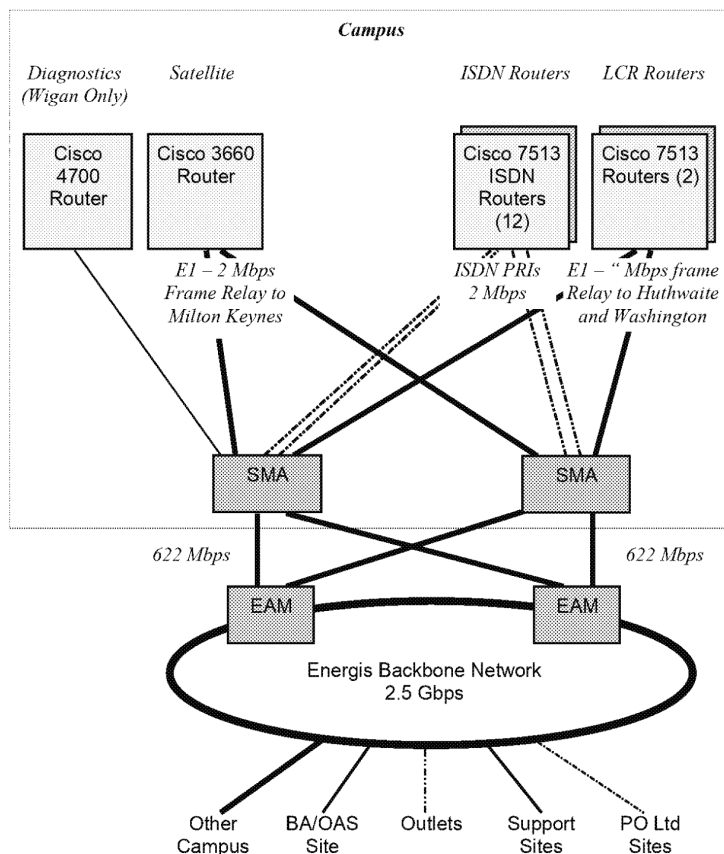 Campus
Diagnostics
(Wigan Only)
Satellite
ISDN Routers
LCR Routers
Cisco
4700
Router
Cisco 3660
Router
Cisco 7513
ISDN
Routers
(12)
Cisco 7513
Routers (2)
E1 – 2 Mbps
Frame Relay to
Milton Keynes
ISDN PRIs
2 Mbps
E1 – “ Mbps frame
Relay to Huthwaite
and Washington
SMA
SMA
622 Mbps
622 Mbps
EAM
EAM
Energis Backbone Network
2.5 Gbps
Other
Campus
BA/OAS
Site
Outlets
Support
Sites
PO Ltd
Sites